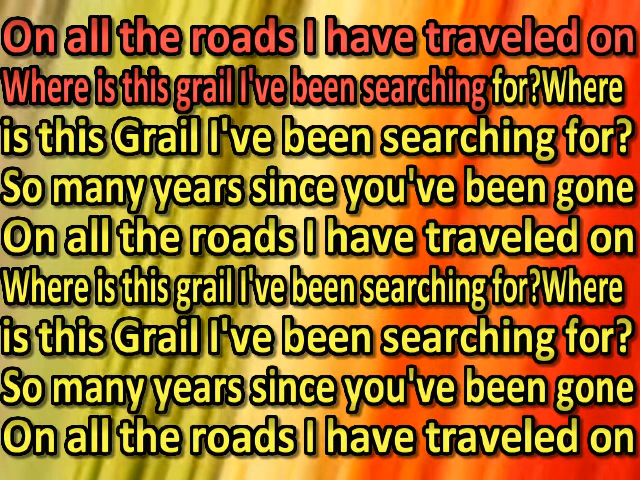 On all the roads I have traveled on
Where is this grail I've been searching for?Where
is this Grail I've been searching for?
So many years since you've been gone
On all the roads I have traveled on
Where is this grail I've been searching for?Where
is this Grail I've been searching for?
So many years since you've been gone
On all the roads I have traveled on